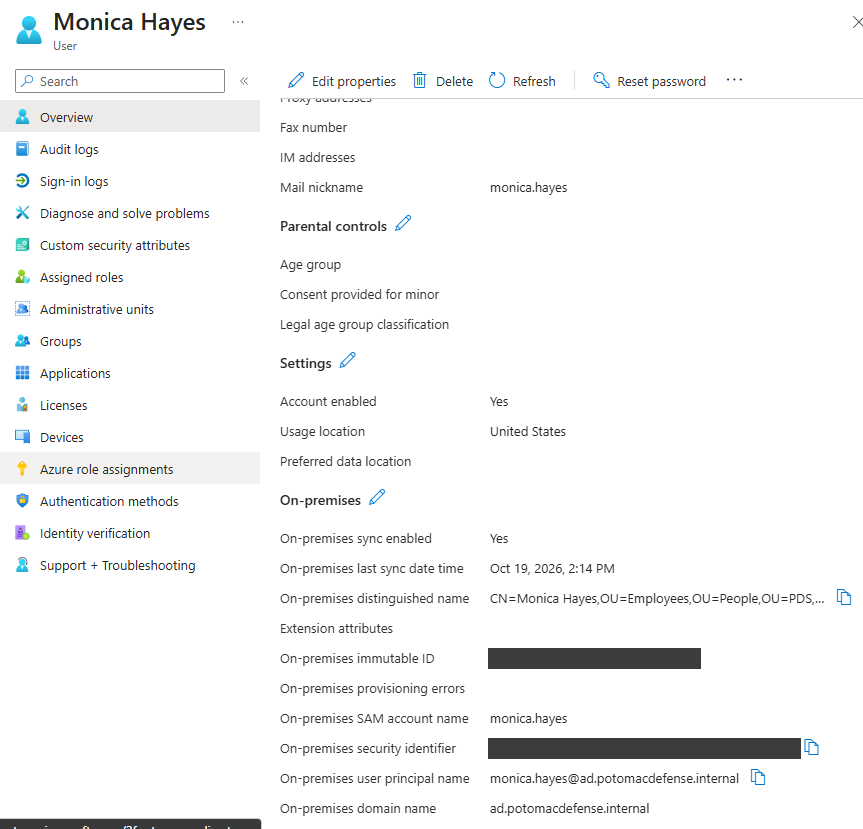 Monica Hayes ...
User
Search «
Overview
Audit logs
Sign-in logs
Diagnose and solve problems
Custom security attributes
Assigned roles
Administrative units
Groups
Applications
Licenses
Devices
Azure role assignments
Authentication methods
Identity verification
Support + Troubleshooting
Edit properties Delete Refresh Reset password ...
Proxy addresses
Fax number
IM addresses
Mail nickname monica.hayes
Parental controls
Age group
Consent provided for minor
Legal age group classification
Settings
Account enabled Yes
Usage location United States
Preferred data location
On-premises
On-premises sync enabled Yes
On-premises last sync date time Oct 19, 2026, 2:14 PM
On-premises distinguished name CN=Monica Hayes,OU=Employees,OU=People,OU=PDS,...
Extension attributes
On-premises immutable ID
On-premises provisioning errors
On-premises SAM account name monica.hayes
On-premises security identifier
On-premises user principal name monica.hayes@ad.potomacdefense.internal
On-premises domain name ad.potomacdefense.internal